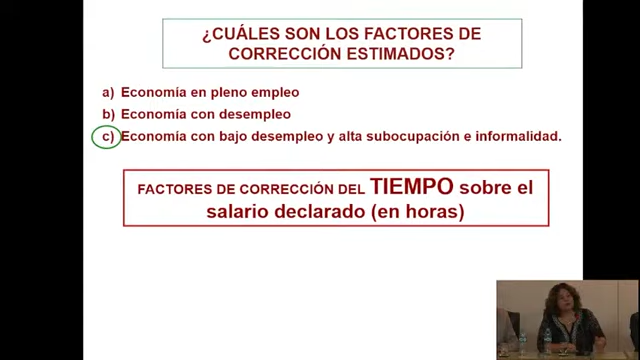 ¿CUÁLES SON LOS FACTORES DE
CORRECCIÓN ESTIMADOS?
a) Economía en pleno empleo
b) Economía con desempleo
c) Economía con bajo desempleo y alta subocupación e informalidad.
FACTORES DE CORRECCIÓN DEL TIEMPO sobre el
salario declarado (en horas)